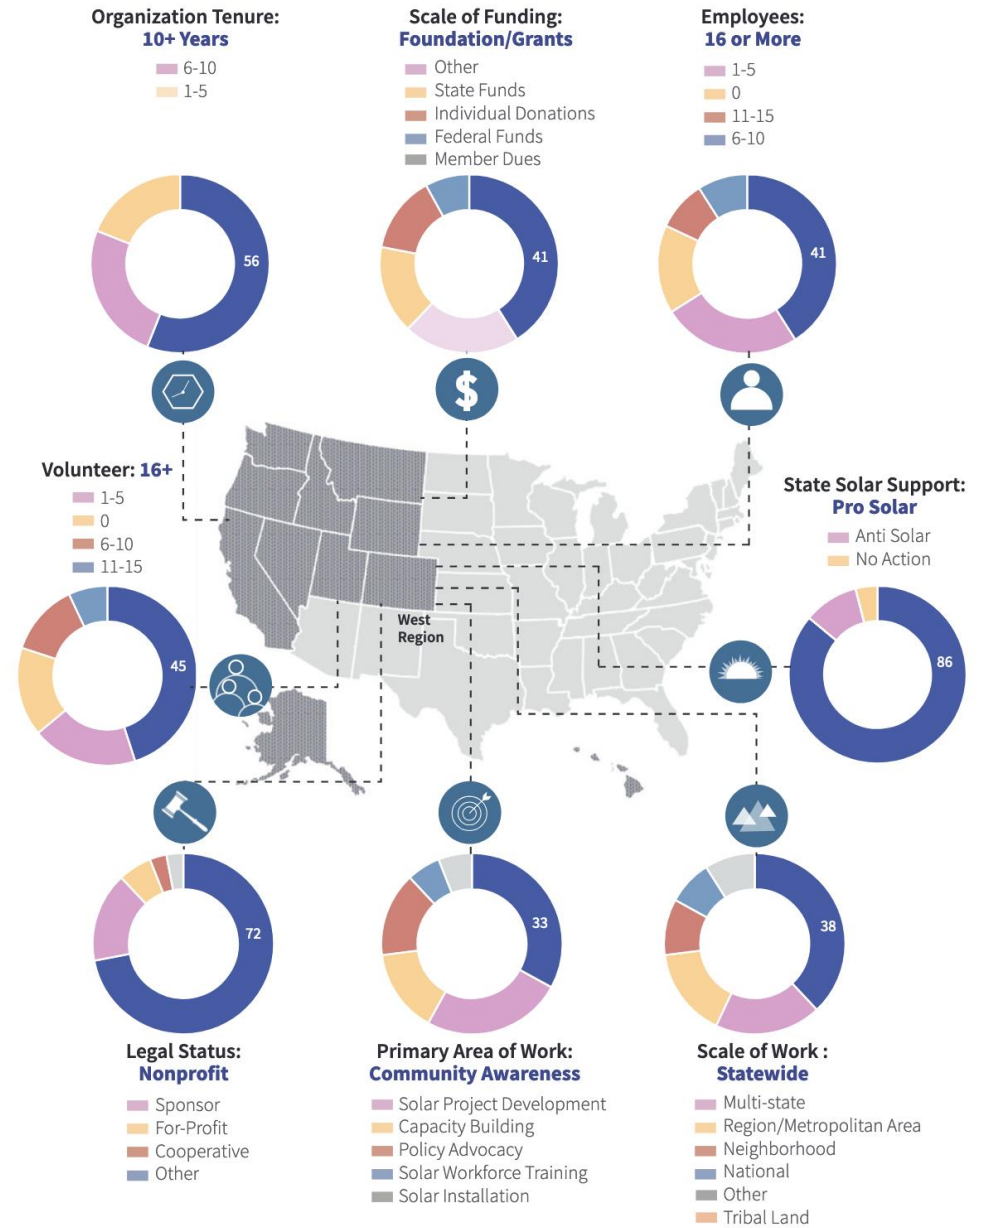 Organization Tenure:
10+ Years
6-10
1-5
56
Scale of Funding:
Foundation/Grants
Other
State Funds
Individual Donations
Federal Funds
Member Dues
41
$
Employees:
16 or More
1-5
0
11-15
6-10
41
Volunteer: 16+
1-5
0
6-10
11-15
45
West
Region
State Solar Support:
Pro Solar
Anti Solar
No Action
86
72
Legal Status:
Nonprofit
Sponsor
For-Profit
Cooperative
Other
33
Primary Area of Work:
Community Awareness
Solar Project Development
Capacity Building
Policy Advocacy
Solar Workforce Training
Solar Installation
38
Scale of Work :
Statewide
Multi-state
Region/Metropolitan Area
Neighborhood
National
Other
Tribal Land